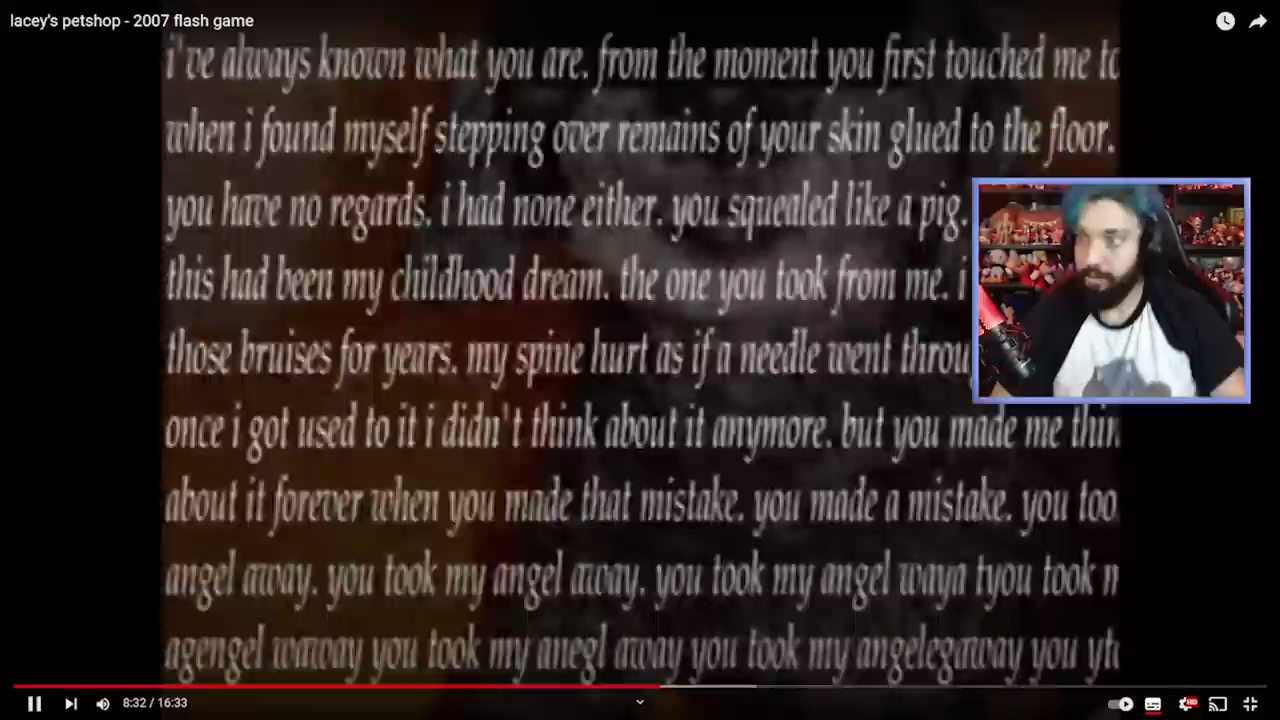 lacey's petshop - 2007 flash game
i've always known what you are. from the moment you first touched me to
when i found myself stepping over remains of your skin glued to the floor.
you have no regards. i had none either. you squealed like a pig.
this had been my childhood dream. the one you took from me. i
those bruises for years. my spine hurt as if a needle went throu
once i got used to it i didn't think about it anymore. but you made me thin
about it forever when you made that mistake. you made a mistake. you too
angel away. you took my angel away. you took my angel waya tyou took m
agengel waway you took my anegl away you took my angelegaway you yt
8:32 / 16:33
HD